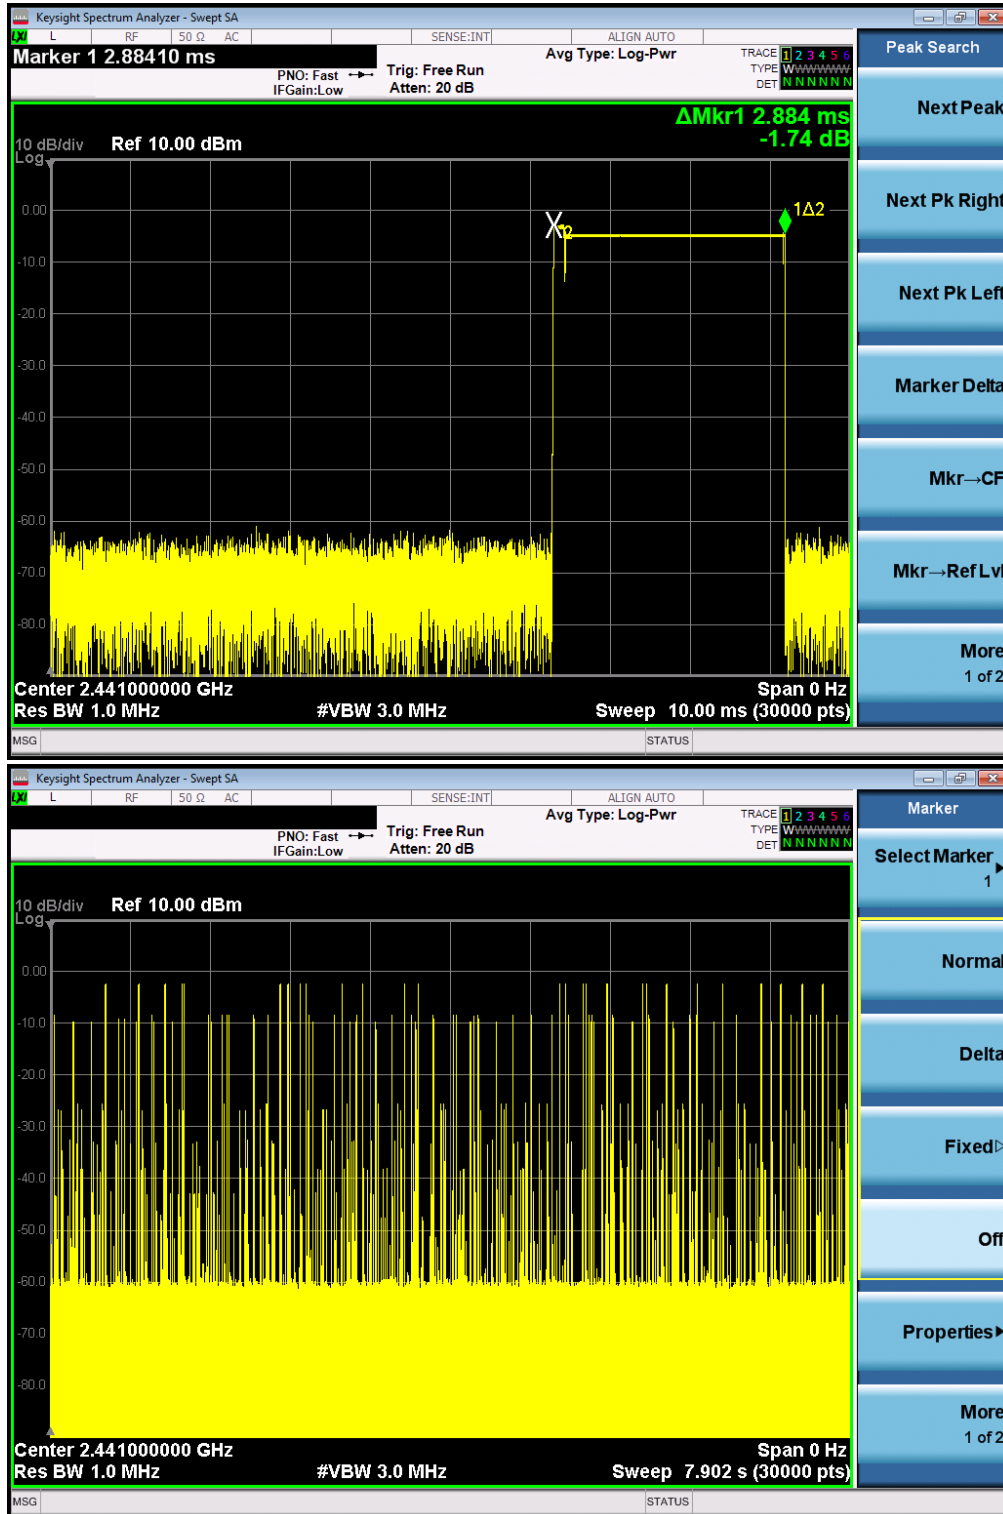 Keysight Spectrum Analyzer - Swept SA
LXI L RF 50 Ω AC SENSE:INT ALIGN AUTO
Marker 1 2.88410 ms
PNO: Fast
IFGain:Low
Trig: Free Run
Atten: 20 dB
Avg Type: Log-Pwr
TRACE 1 2 3 4 5 6
TYPE WWWWWW
DET N N N N N N
ΔMkr1 2.884 ms
-1.74 dB
10 dB/div Ref 10.00 dBm
Log
0.00
-10.0
-20.0
-30.0
-40.0
-50.0
-60.0
-70.0
-80.0
X2
1Δ2
Center 2.441000000 GHz Span 0 Hz
Res BW 1.0 MHz #VBW 3.0 MHz Sweep 10.00 ms (30000 pts)
MSG STATUS
Peak Search
Next Peak
Next Pk Right
Next Pk Left
Marker Delta
Mkr→CF
Mkr→Ref Lvl
More
1 of 2
Keysight Spectrum Analyzer - Swept SA
LXI L RF 50 Ω AC SENSE:INT ALIGN AUTO
PNO: Fast
IFGain:Low
Trig: Free Run
Atten: 20 dB
Avg Type: Log-Pwr
TRACE 1 2 3 4 5 6
TYPE WWWWWW
DET N N N N N N
10 dB/div Ref 10.00 dBm
Log
0.00
-10.0
-20.0
-30.0
-40.0
-50.0
-60.0
-70.0
-80.0
Center 2.441000000 GHz Span 0 Hz
Res BW 1.0 MHz #VBW 3.0 MHz Sweep 7.902 s (30000 pts)
MSG STATUS
Marker
Select Marker
1
Normal
Delta
Fixed
Off
Properties
More
1 of 2